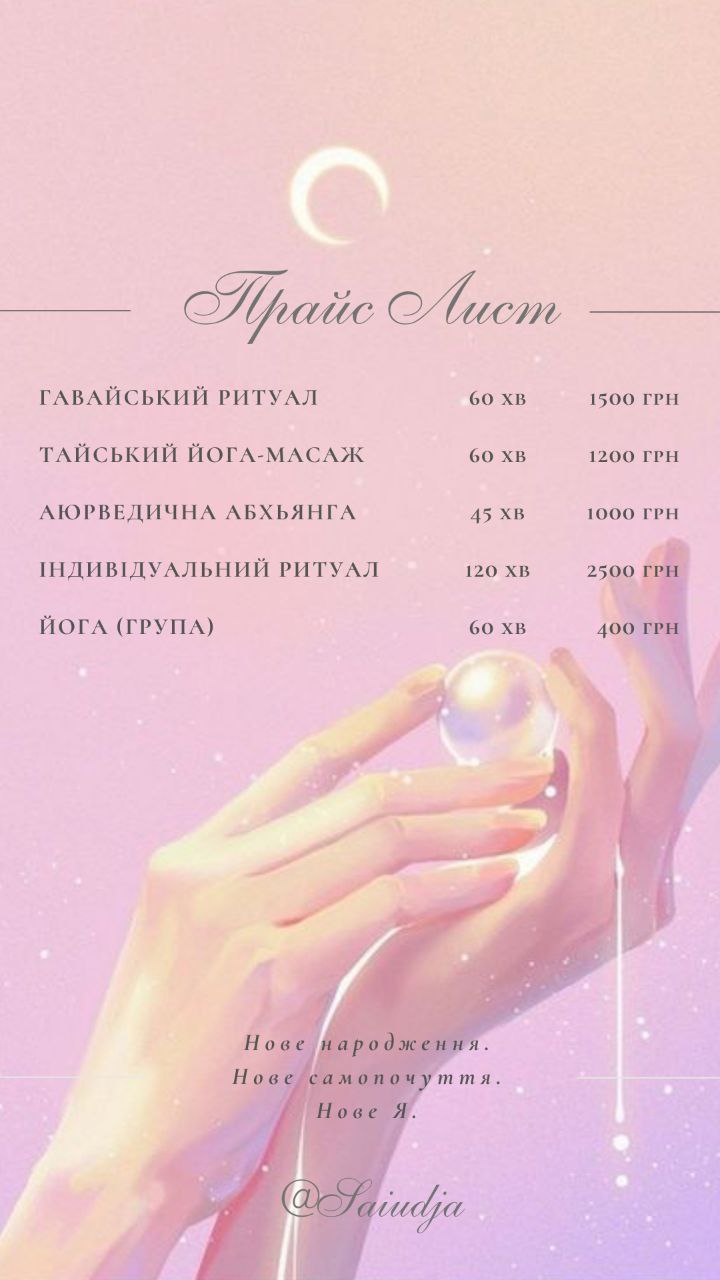 Прайс Лист
ГАВАЙСЬКИЙ РИТУАЛ 60 ХВ 1500 ГРН
ТАЙСЬКИЙ ЙОГА-МАСАЖ 60 ХВ 1200 ГРН
АЮРВЕДИЧНА АБХЬЯНГА 45 ХВ 1000 ГРН
ІНДИВІДУАЛЬНИЙ РИТУАЛ 120 ХВ 2500 ГРН
ЙОГА (ГРУПА) 60 ХВ 400 ГРН
Нове народження.
Нове самопочуття.
Нове Я.
@Saiudja